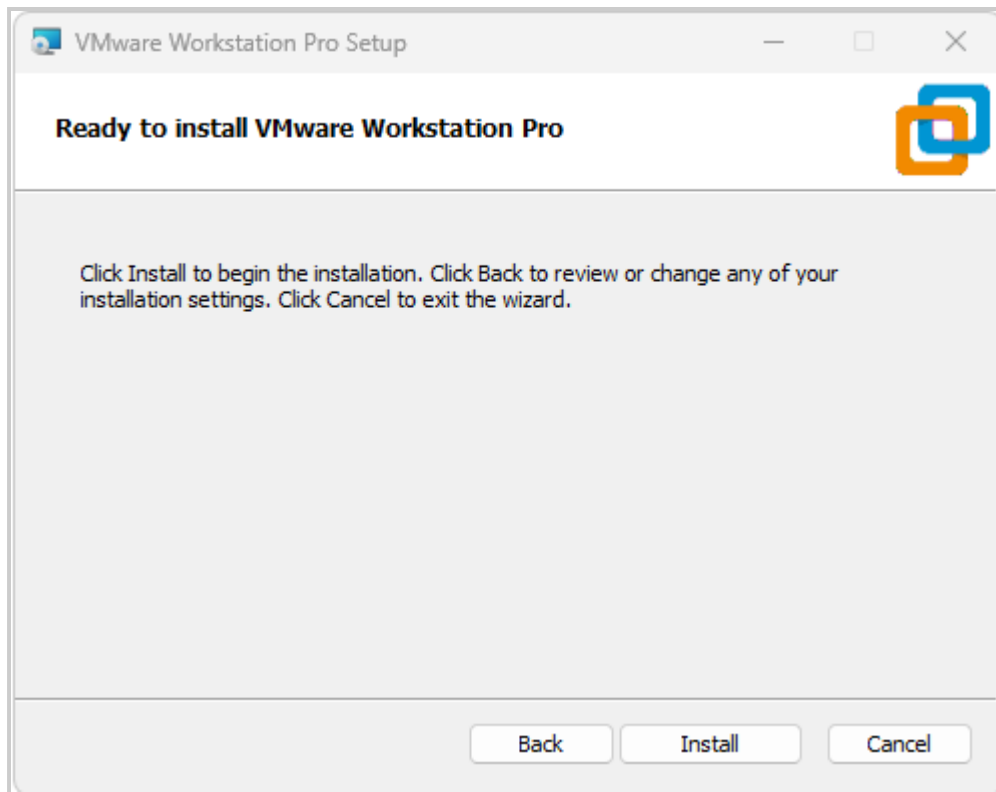 VMware Workstation Pro Setup
Ready to install VMware Workstation Pro
Click Install to begin the installation. Click Back to review or change any of your
installation settings. Click Cancel to exit the wizard.
Back Install Cancel